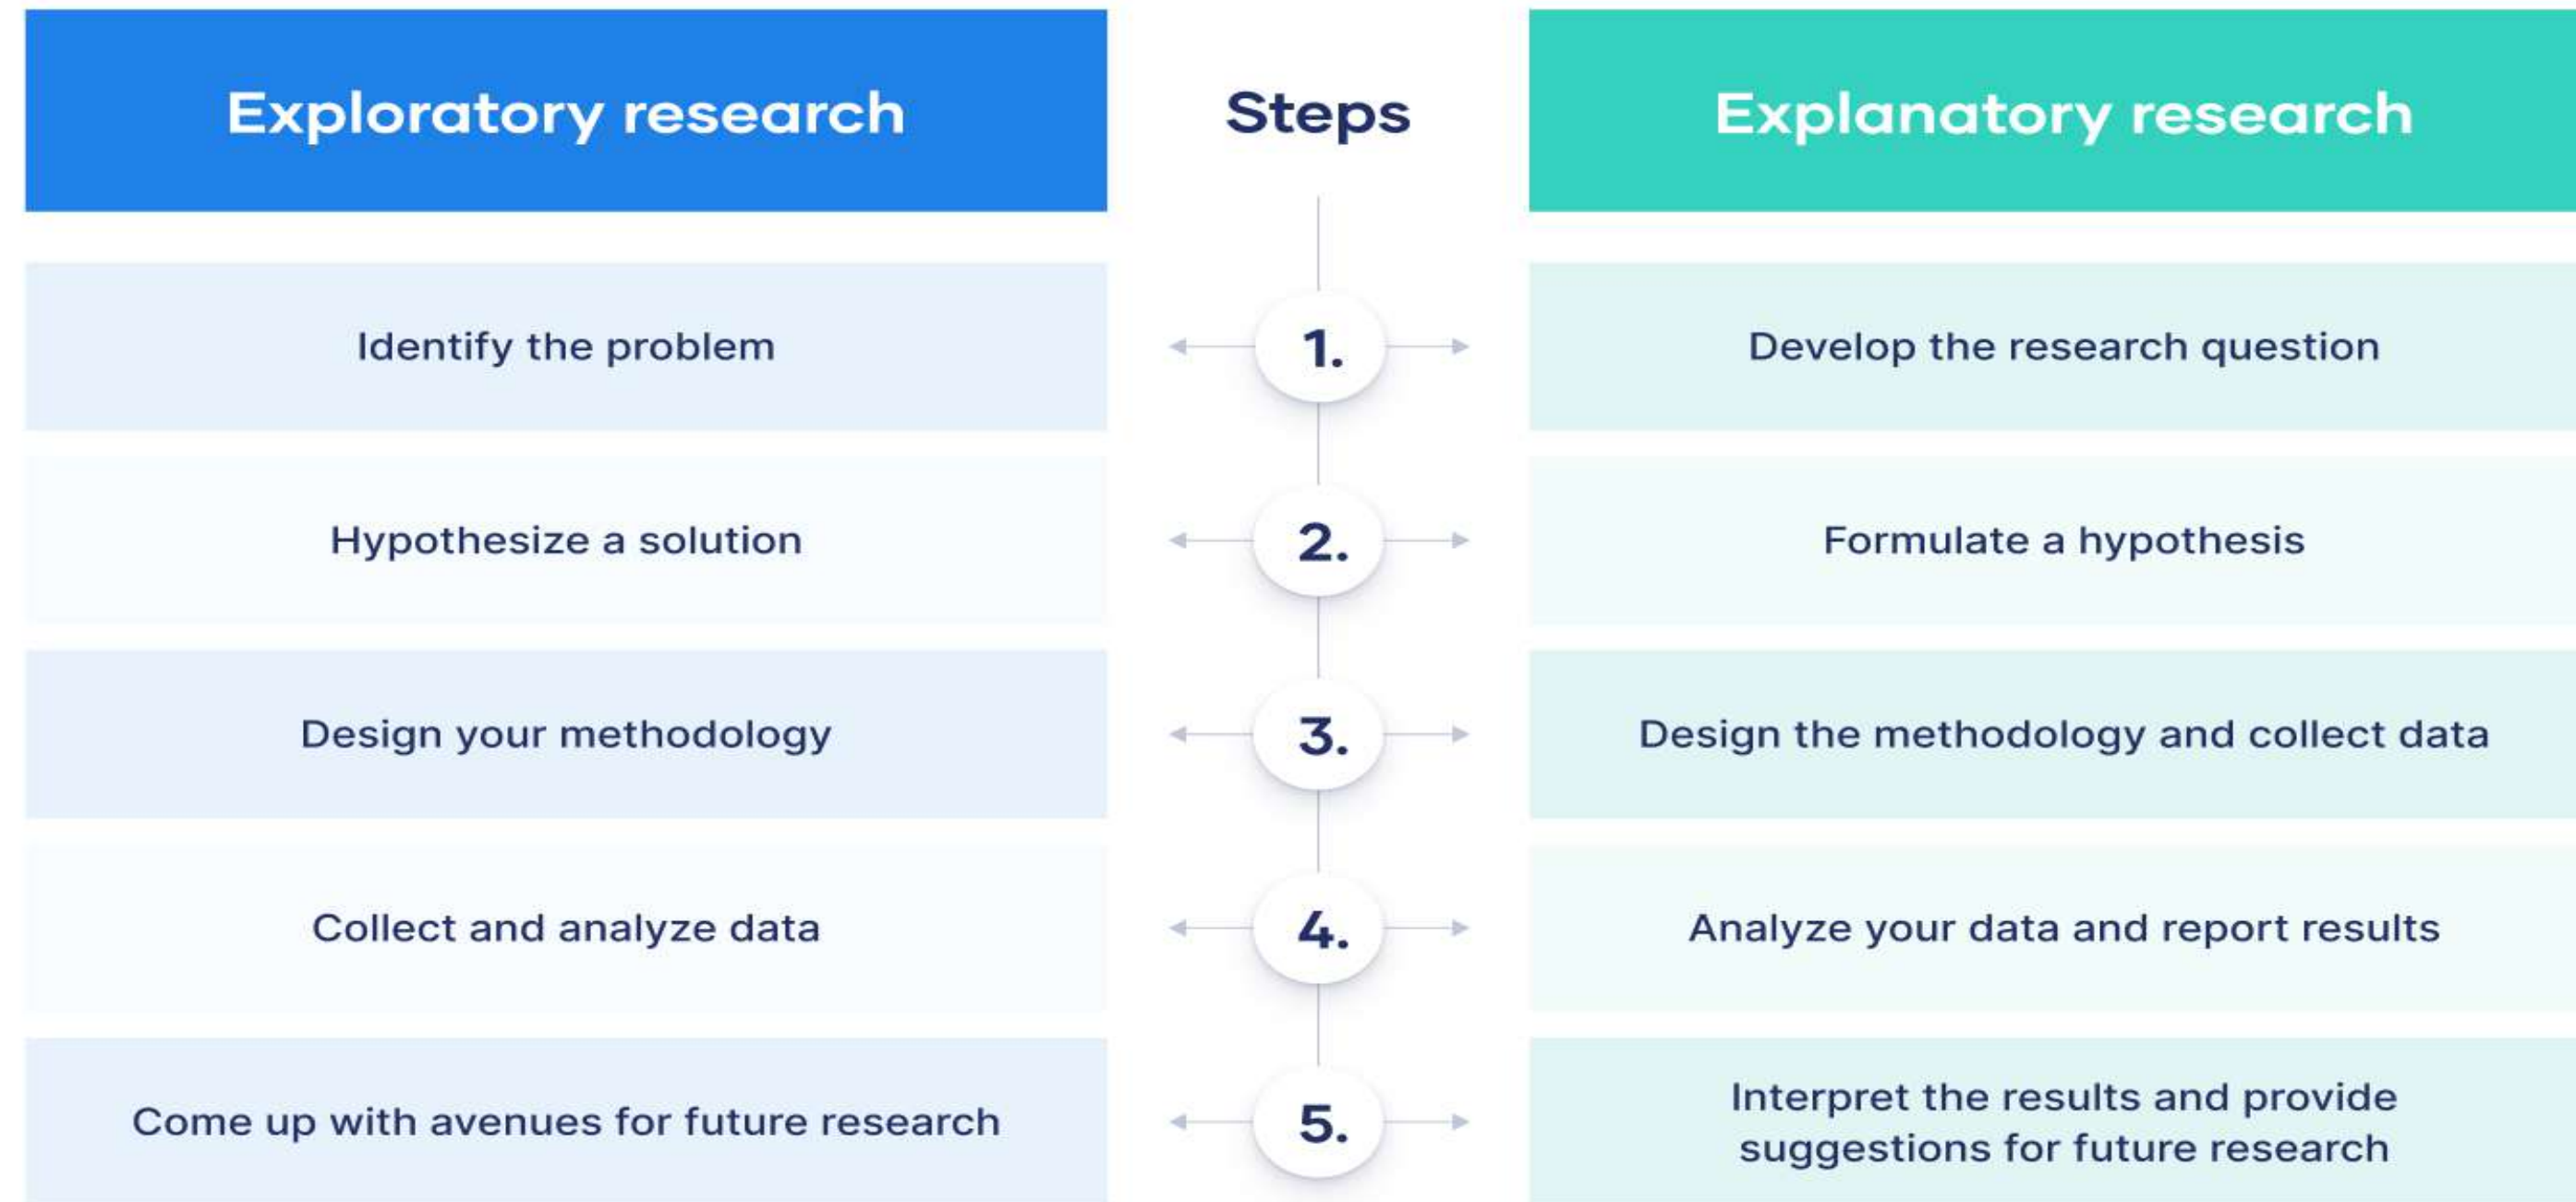 Exploratory research
Steps
Explanatory research
Identify the problem
1.
Develop the research question
Hypothesize a solution
2.
Formulate a hypothesis
Design your methodology
3.
Design the methodology and collect data
Collect and analyze data
4.
Analyze your data and report results
Come up with avenues for future research
5.
Interpret the results and provide
suggestions for future research